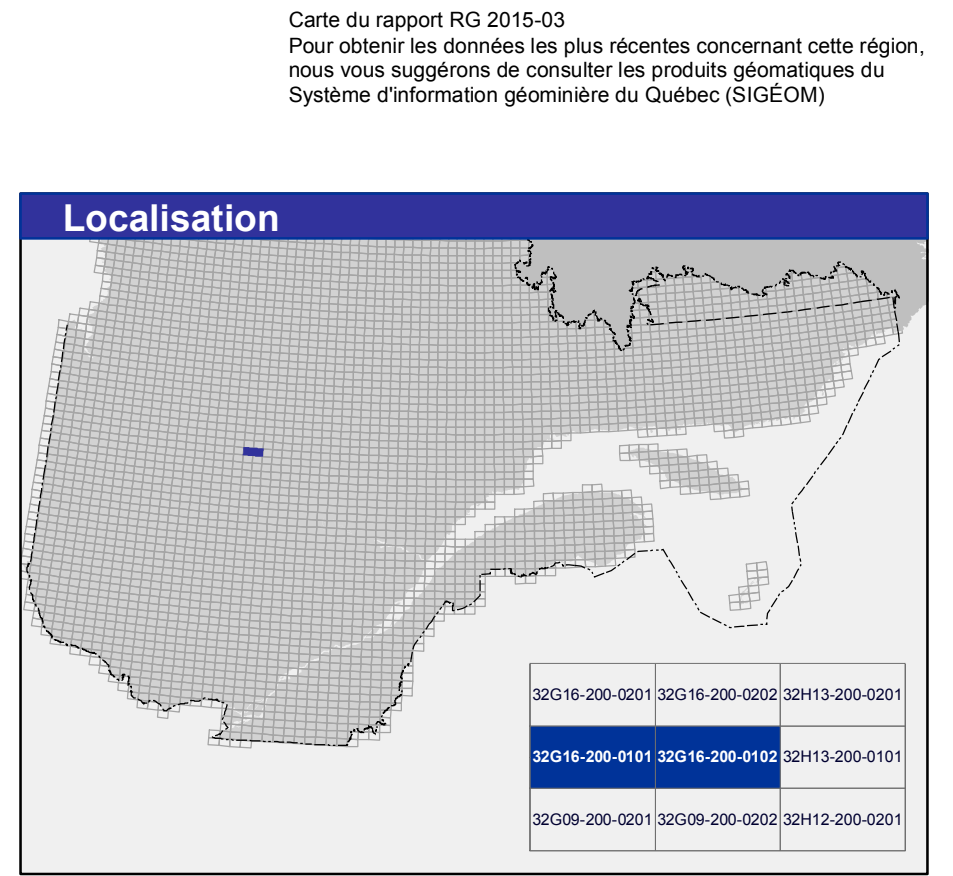 Carte du rapport RG 2015-03
Pour obtenir les données les plus récentes concernant cette région,
nous vous suggérons de consulter les produits géomatiques du
Système d'information géominière du Québec (SIGÉOM)
Localisation
32G16-200-0201 32G16-200-0202 32H13-200-0201
32G16-200-0101 32G16-200-0102 32H13-200-0101
32G09-200-0201 32G09-200-0202 32H12-200-0201